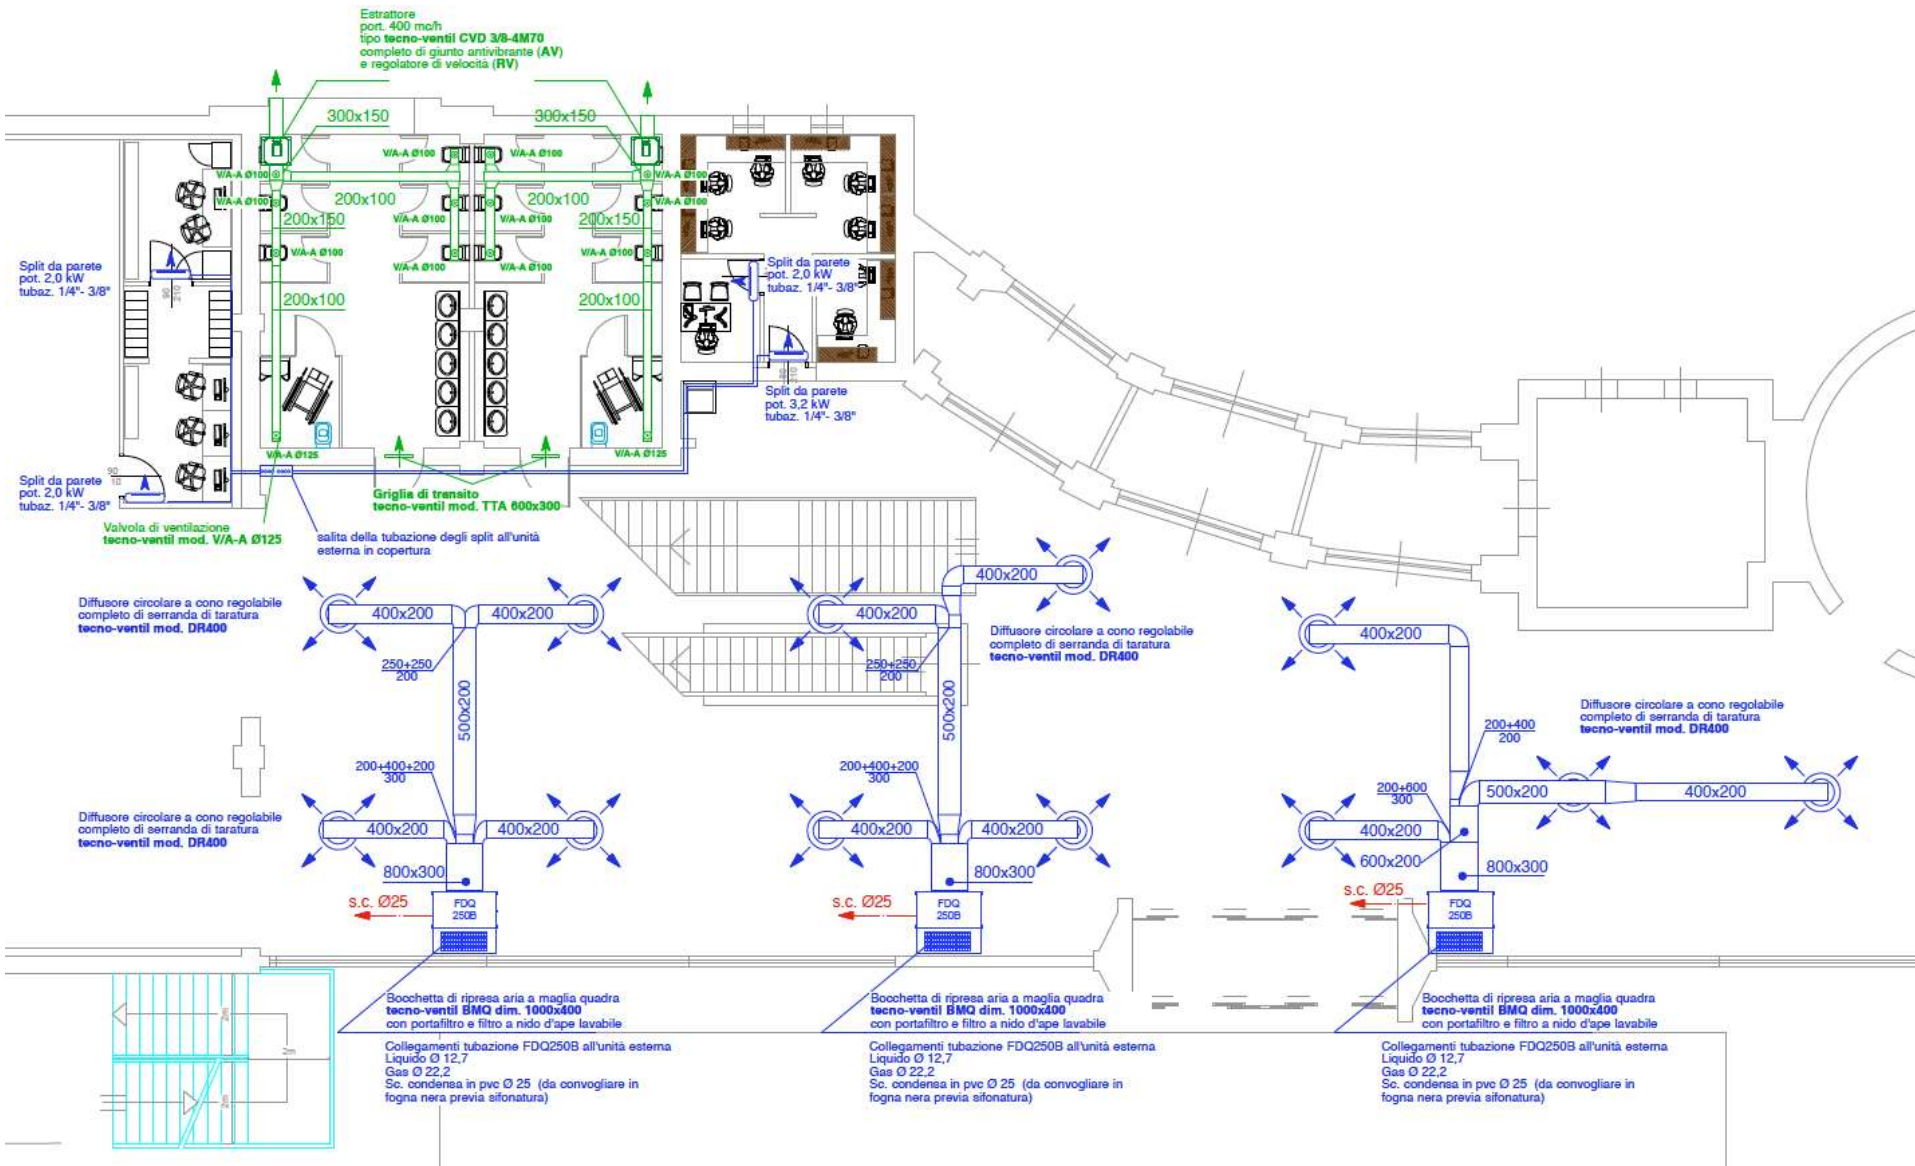 Estrattore
port. 400 mc/h
tipo tecno-ventil CVD 3/8-4M70
completo di giunto antivibrante (AV)
e regolatore di velocità (RV)
300x150
300x150
V/A-A Ø100
V/A-A Ø100
V/A-A Ø100
V/A-A Ø100
V/A-A Ø100
200x100
200x100
V/A-A Ø100
200x150
V/A-A Ø100
V/A-A Ø100
200x150
V/A-A Ø100
V/A-A Ø100
V/A-A Ø100
V/A-A Ø100
Split da parete
pot. 2,0 kW
tubaz. 1/4"- 3/8"
90
210
200x100
200x100
Split da parete
pot. 2,0 kW
tubaz. 1/4"- 3/8"
Split da parete
pot. 3,2 kW
tubaz. 1/4"- 3/8"
V/A-A Ø125
V/A-A Ø125
90
Split da parete
pot. 2,0 kW
tubaz. 1/4"- 3/8"
Griglia di transito
tecno-ventil mod. TTA 600x300
Valvola di ventilazione
tecno-ventil mod. V/A-A Ø125
salita della tubazione degli split all'unità
esterna in copertura
Diffusore circolare a cono regolabile
completo di serranda di taratura
tecno-ventil mod. DR400
400x200
400x200
400x200
400x200
Diffusore circolare a cono regolabile
completo di serranda di taratura
tecno-ventil mod. DR400
400x200
250+250
200
250+250
200
500x200
500x200
Diffusore circolare a cono regolabile
completo di serranda di taratura
tecno-ventil mod. DR400
200+400
200
200+400+200
300
200+400+200
300
200+600
300
500x200
400x200
Diffusore circolare a cono regolabile
completo di serranda di taratura
tecno-ventil mod. DR400
400x200
400x200
400x200
400x200
400x200
600x200
800x300
800x300
800x300
s.c. Ø25
FDQ
250B
s.c. Ø25
FDQ
250B
s.c. Ø25
FDQ
250B
Bocchetta di ripresa aria a maglia quadra
tecno-ventil BMQ dim. 1000x400
con portafiltro e filtro a nido d'ape lavabile
Collegamenti tubazione FDQ250B all'unità esterna
Liquido Ø 12,7
Gas Ø 22,2
Sc. condensa in pvc Ø 25 (da convogliare in
fogna nera previa sifonatura)
Bocchetta di ripresa aria a maglia quadra
tecno-ventil BMQ dim. 1000x400
con portafiltro e filtro a nido d'ape lavabile
Collegamenti tubazione FDQ250B all'unità esterna
Liquido Ø 12,7
Gas Ø 22,2
Sc. condensa in pvc Ø 25 (da convogliare in
fogna nera previa sifonatura)
Bocchetta di ripresa aria a maglia quadra
tecno-ventil BMQ dim. 1000x400
con portafiltro e filtro a nido d'ape lavabile
Collegamenti tubazione FDQ250B all'unità esterna
Liquido Ø 12,7
Gas Ø 22,2
Sc. condensa in pvc Ø 25 (da convogliare in
fogna nera previa sifonatura)
2m
2m
2m